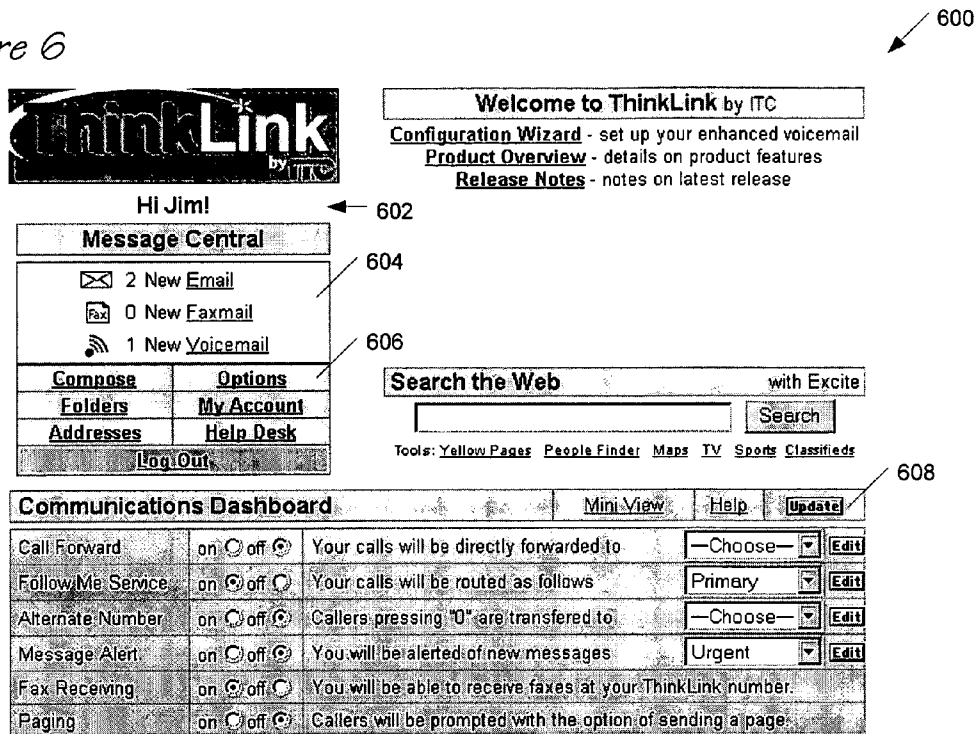 600
re 6
ThinkLink
by ITC
Welcome to ThinkLink by ITC
Configuration Wizard - set up your enhanced voicemail
Product Overview - details on product features
Release Notes - notes on latest release
Hi Jim!
602
Message Central
604
2 New Email
Fax 0 New Faxmail
1 New Voicemail
606
Compose Options
Folders My Account
Addresses Help Desk
Log Out
Search the Web with Excite
Search
Tools: Yellow Pages People Finder Maps TV Sports Classifieds
608
Communications Dashboard Mini View Help Update
Call Forward on off Your calls will be directly forwarded to —Choose— Edit
Follow Me Service on off Your calls will be routed as follows Primary Edit
Alternate Number on off Callers pressing "0" are transfered to —Choose— Edit
Message Alert on off You will be alerted of new messages Urgent Edit
Fax Receiving on off You will be able to receive faxes at your ThinkLink number.
Paging on off Callers will be prompted with the option of sending a page.